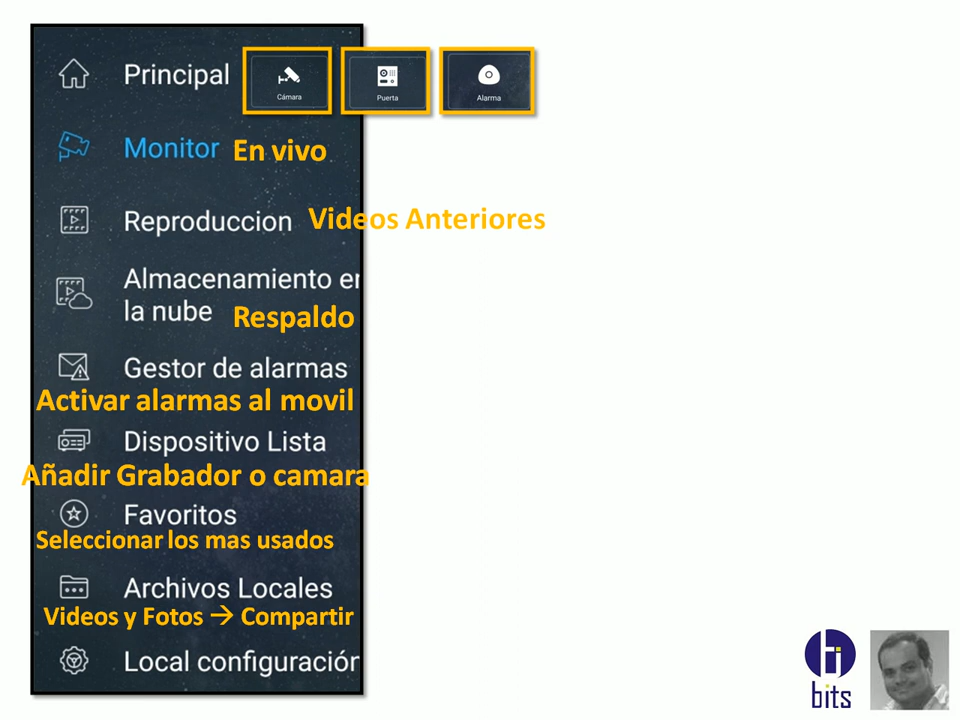 Principal
Cámara
Puerta
Alarma
Monitor En vivo
Reproduccion Videos Anteriores
Almacenamiento en
la nube Respaldo
Gestor de alarmas
Activar alarmas al movil
Dispositivo Lista
Añadir Grabador o camara
Favoritos
Seleccionar los mas usados
Archivos Locales
Videos y Fotos → Compartir
Local configuración
bits